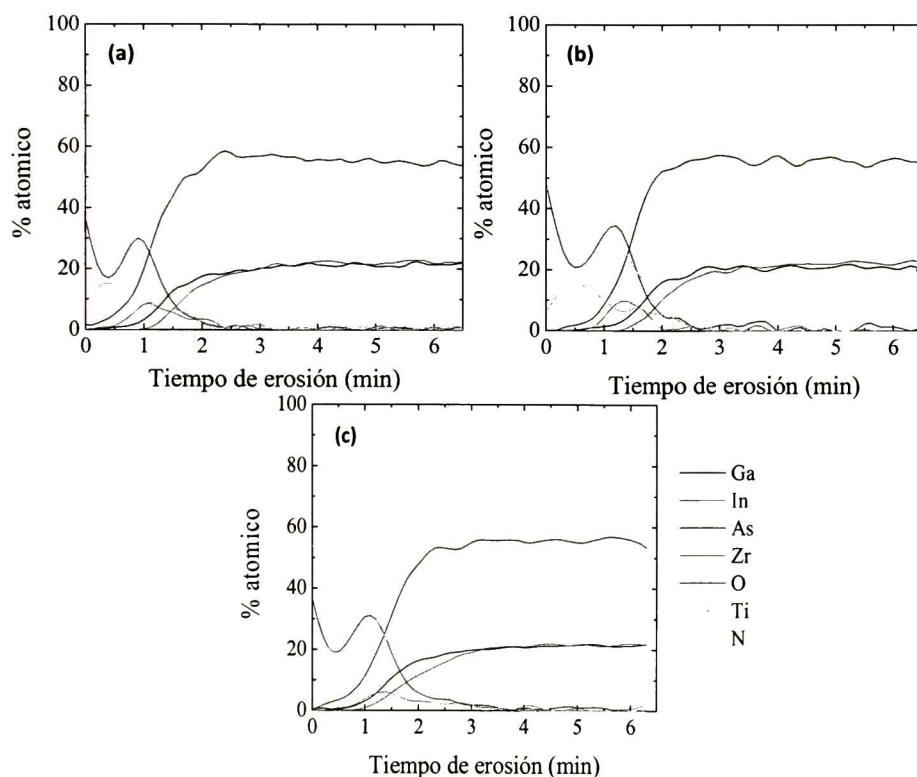 (a)
100
80
60
40
20
0
% atomico
0 1 2 3 4 5 6
Tiempo de erosión (min)
(b)
100
80
60
40
20
0
% atomico
0 1 2 3 4 5 6
Tiempo de erosión (min)
(c)
100
80
60
40
20
0
% atomico
0 1 2 3 4 5 6
Tiempo de erosión (min)
Ga
In
As
Zr
O
Ti
N